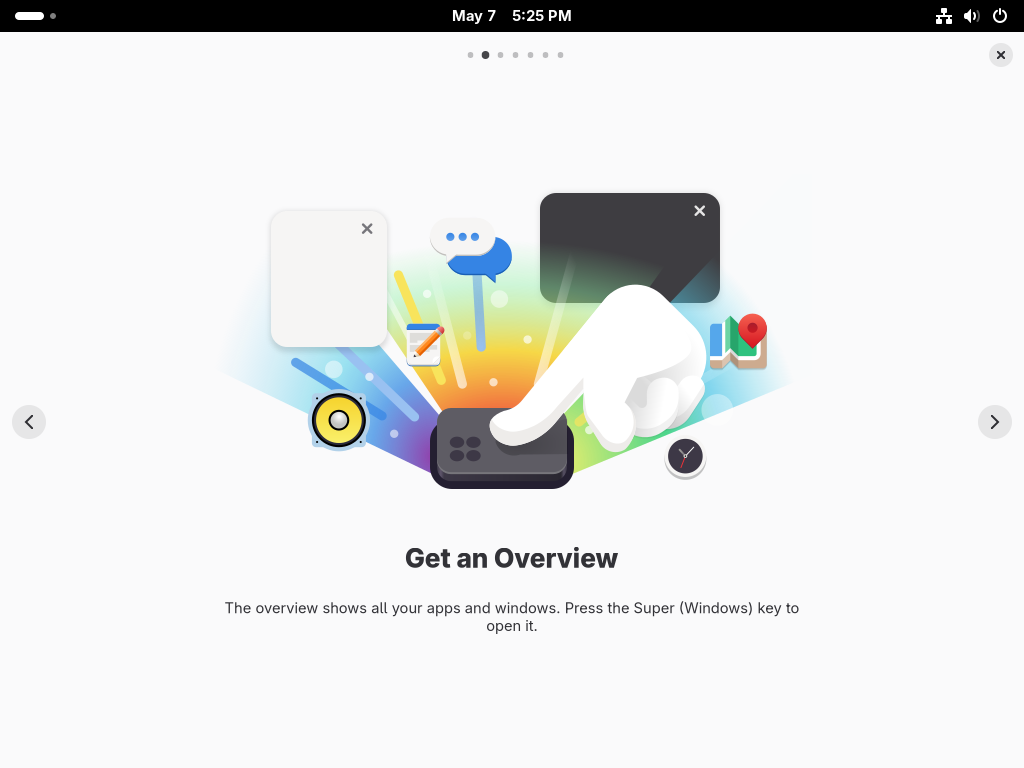 May 7 5:25 PM
Get an Overview
The overview shows all your apps and windows. Press the Super (Windows) key to
open it.